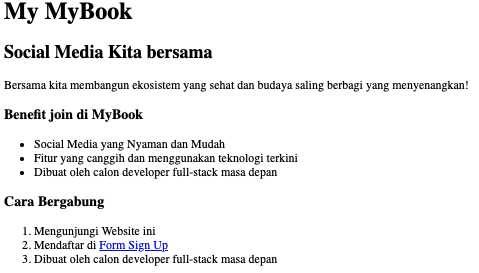 My MyBook
Social Media Kita bersama
Bersama kita membangun ekosistem yang sehat dan budaya saling berbagi yang menyenangkan!
Benefit join di MyBook
• Social Media yang Nyaman dan Mudah
• Fitur yang canggih dan menggunakan teknologi terkini
• Dibuat oleh calon developer full-stack masa depan
Cara Bergabung
1. Mengunjungi Website ini
2. Mendaftar di Form Sign Up
3. Dibuat oleh calon developer full-stack masa depan